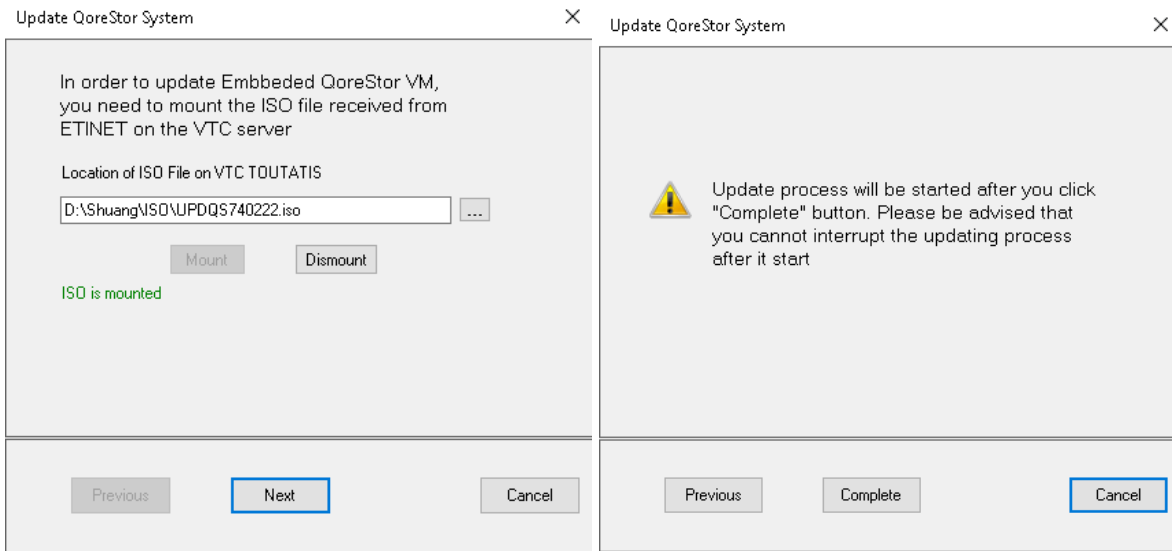 Update QoreStor System
In order to update Embbeded QoreStor VM,
you need to mount the ISO file received from
ETINET on the VTC server
Location of ISO File on VTC TOUTATIS
D:\Shuang\ISO\UPDQS740222.iso
...
Mount
Dismount
ISO is mounted
Previous
Next
Cancel
Update QoreStor System
Update process will be started after you click
"Complete" button. Please be advised that
you cannot interrupt the updating process
after it start
Previous
Complete
Cancel